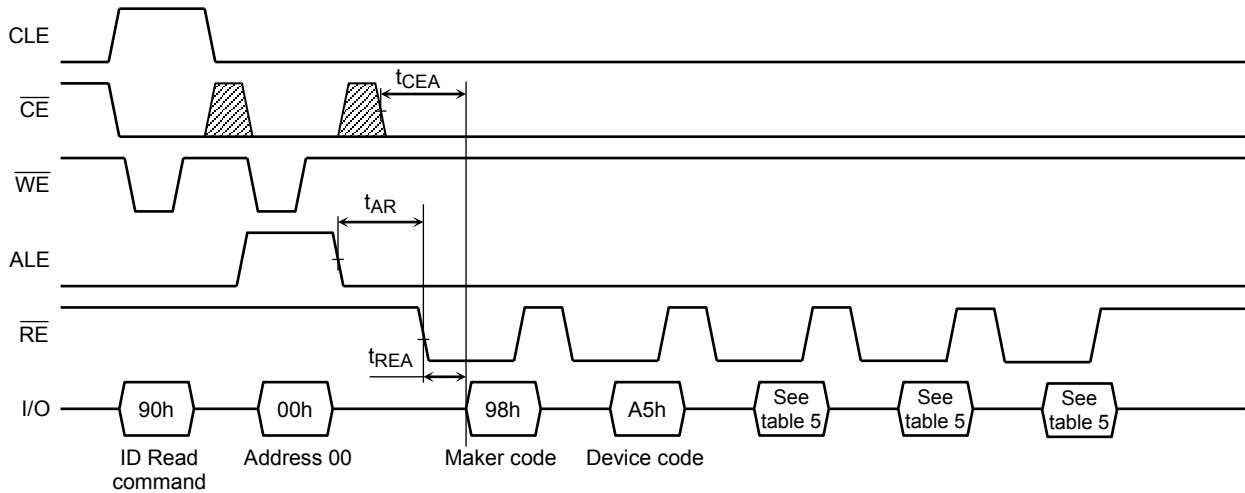 CLE
tCEA
CE
WE
tAR
ALE
RE
tREA
I/O
90h
00h
98h
A5h
See
table 5
See
table 5
See
table 5
ID Read
command
Address 00
Maker code
Device code